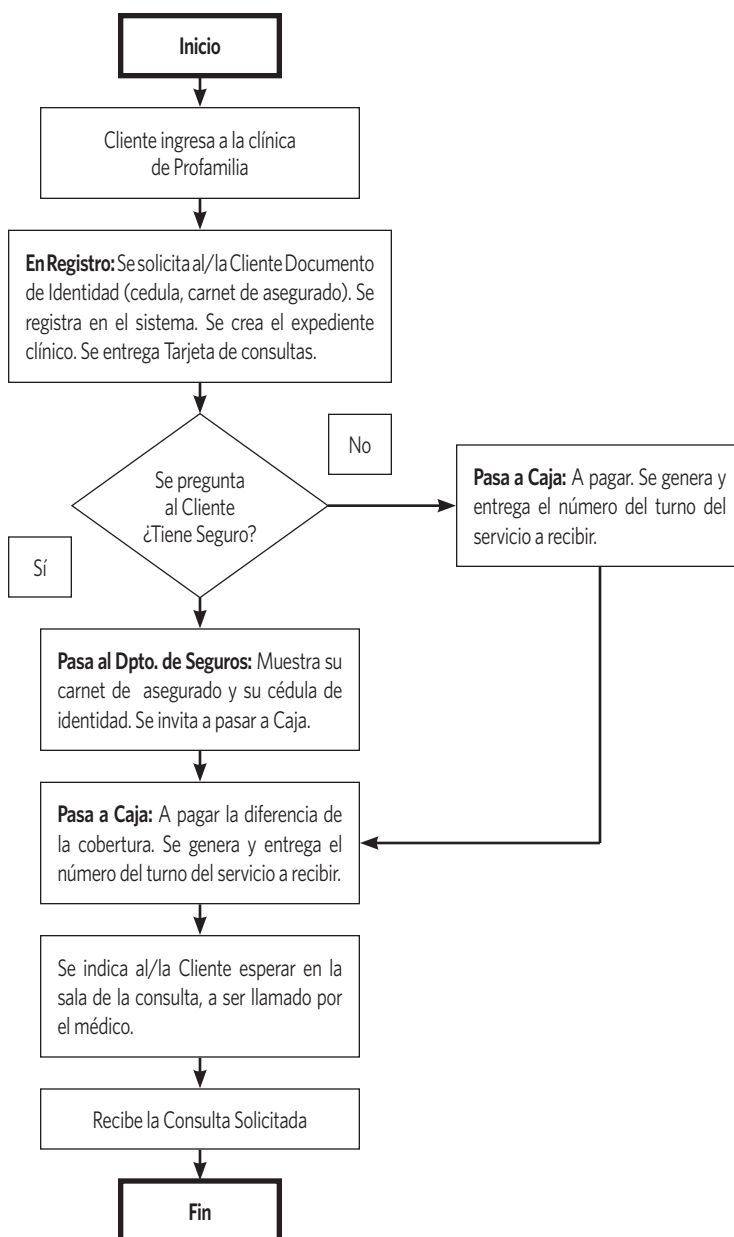 Inicio
Cliente ingresa a la clínica
de Profamilia
En Registro: Se solicita al/la Cliente Documento
de Identidad (cedula, carnet de asegurado). Se
registra en el sistema. Se crea el expediente
clínico. Se entrega Tarjeta de consultas.
No
Se pregunta
al Cliente
¿Tiene Seguro?
Pasa a Caja: A pagar. Se genera y
entrega el número del turno del
servicio a recibir.
Sí
Pasa al Dpto. de Seguros: Muestra su
carnet de asegurado y su cédula de
identidad. Se invita a pasar a Caja.
Pasa a Caja: A pagar la diferencia de
la cobertura. Se genera y entrega el
número del turno del servicio a recibir.
Se indica al/la Cliente esperar en la
sala de la consulta, a ser llamado por
el médico.
Recibe la Consulta Solicitada
Fin